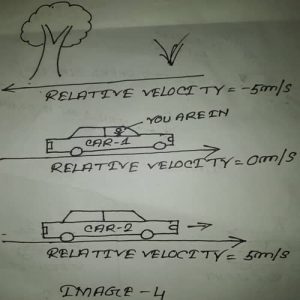 RELATIVE VELOCITY = -5m/s
YOU ARE IN
CAR-1
RELATIVE VELOCITY = 0m/s
CAR-2
RELATIVE VELOCITY = 5m/s
IMAGE-4